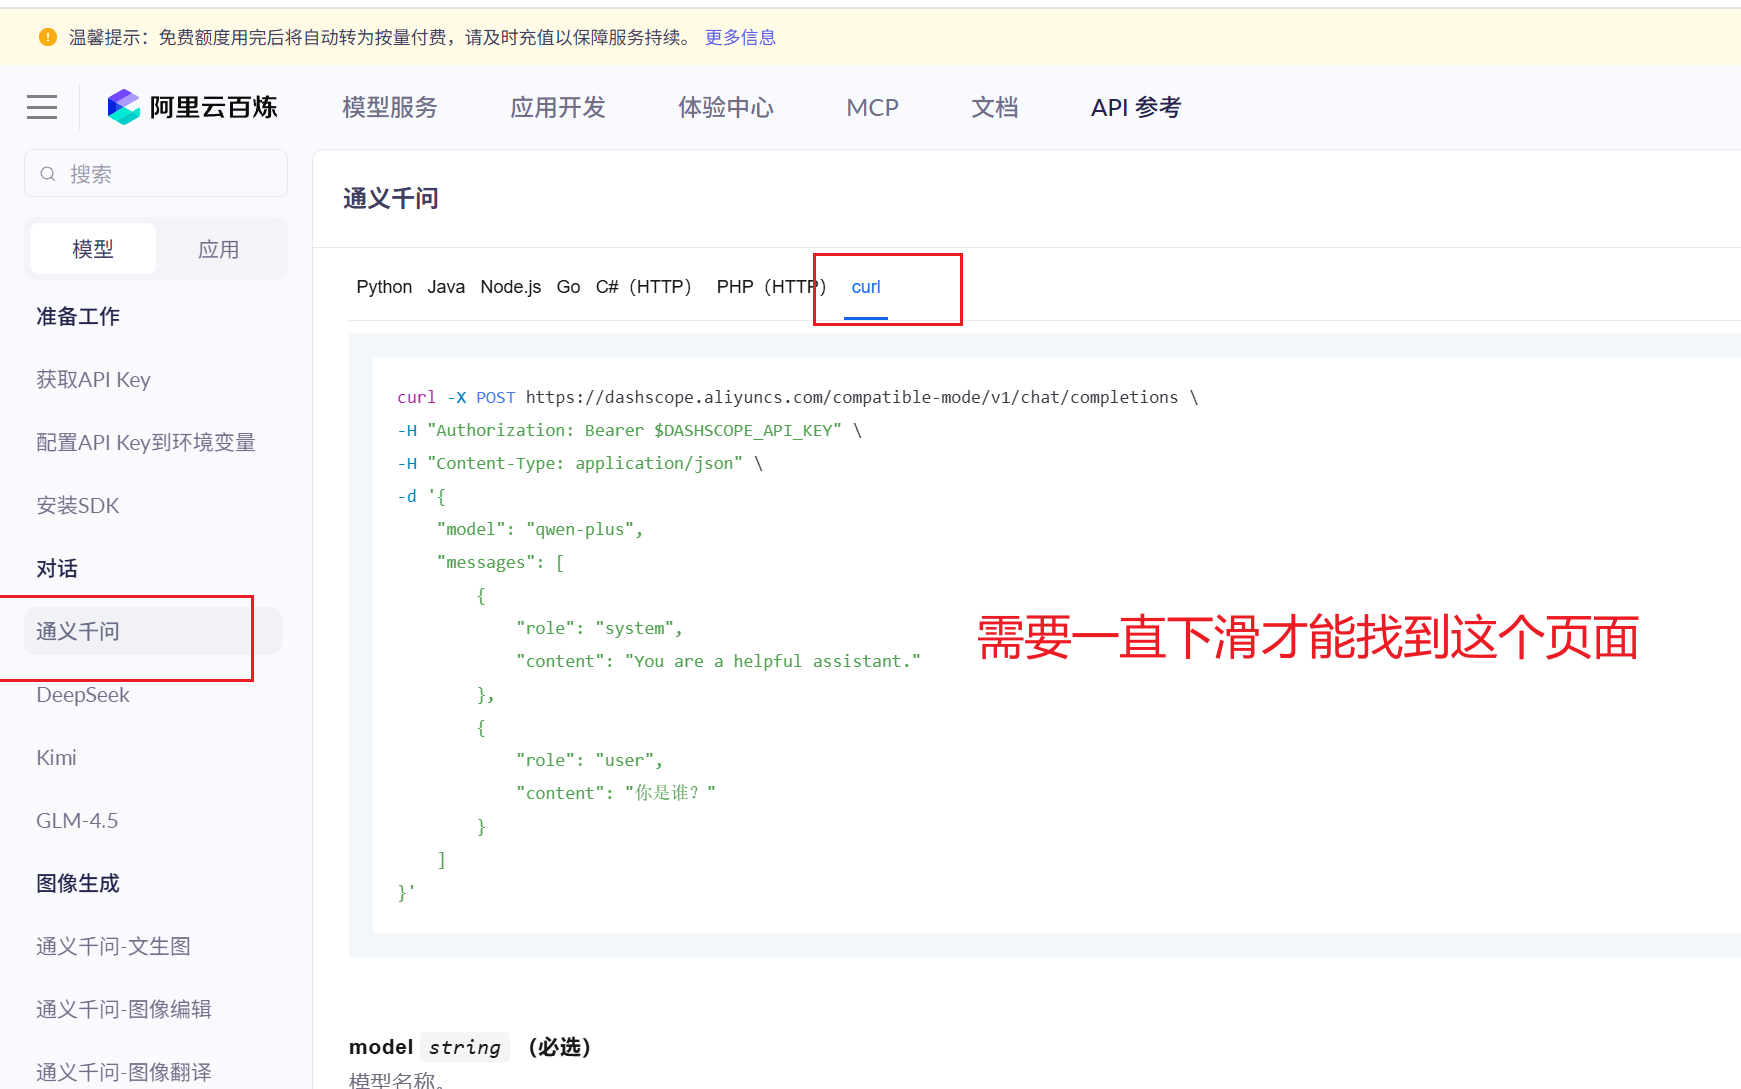 温馨提示：免费额度用完后将自动转为按量付费，请及时充值以保障服务持续。 更多信息
阿里云百炼 模型服务 应用开发 体验中心 MCP 文档 API 参考
搜索
模型 应用
准备工作
获取API Key
配置API Key到环境变量
安装SDK
对话
通义千问
DeepSeek
Kimi
GLM-4.5
图像生成
通义千问-文生图
通义千问-图像编辑
通义千问-图像翻译
通义千问
Python Java Node.js Go C#（HTTP） PHP（HTTP） curl
curl -X POST https://dashscope.aliyuncs.com/compatible-mode/v1/chat/completions \
-H "Authorization: Bearer $DASHSCOPE_API_KEY" \
-H "Content-Type: application/json" \
-d '{
    "model": "qwen-plus",
    "messages": [
        {
            "role": "system",
            "content": "You are a helpful assistant."
        },
        {
            "role": "user",
            "content": "你是谁？"
        }
    ]
}'
需要一直下滑才能找到这个页面
model string （必选）
模型名称。